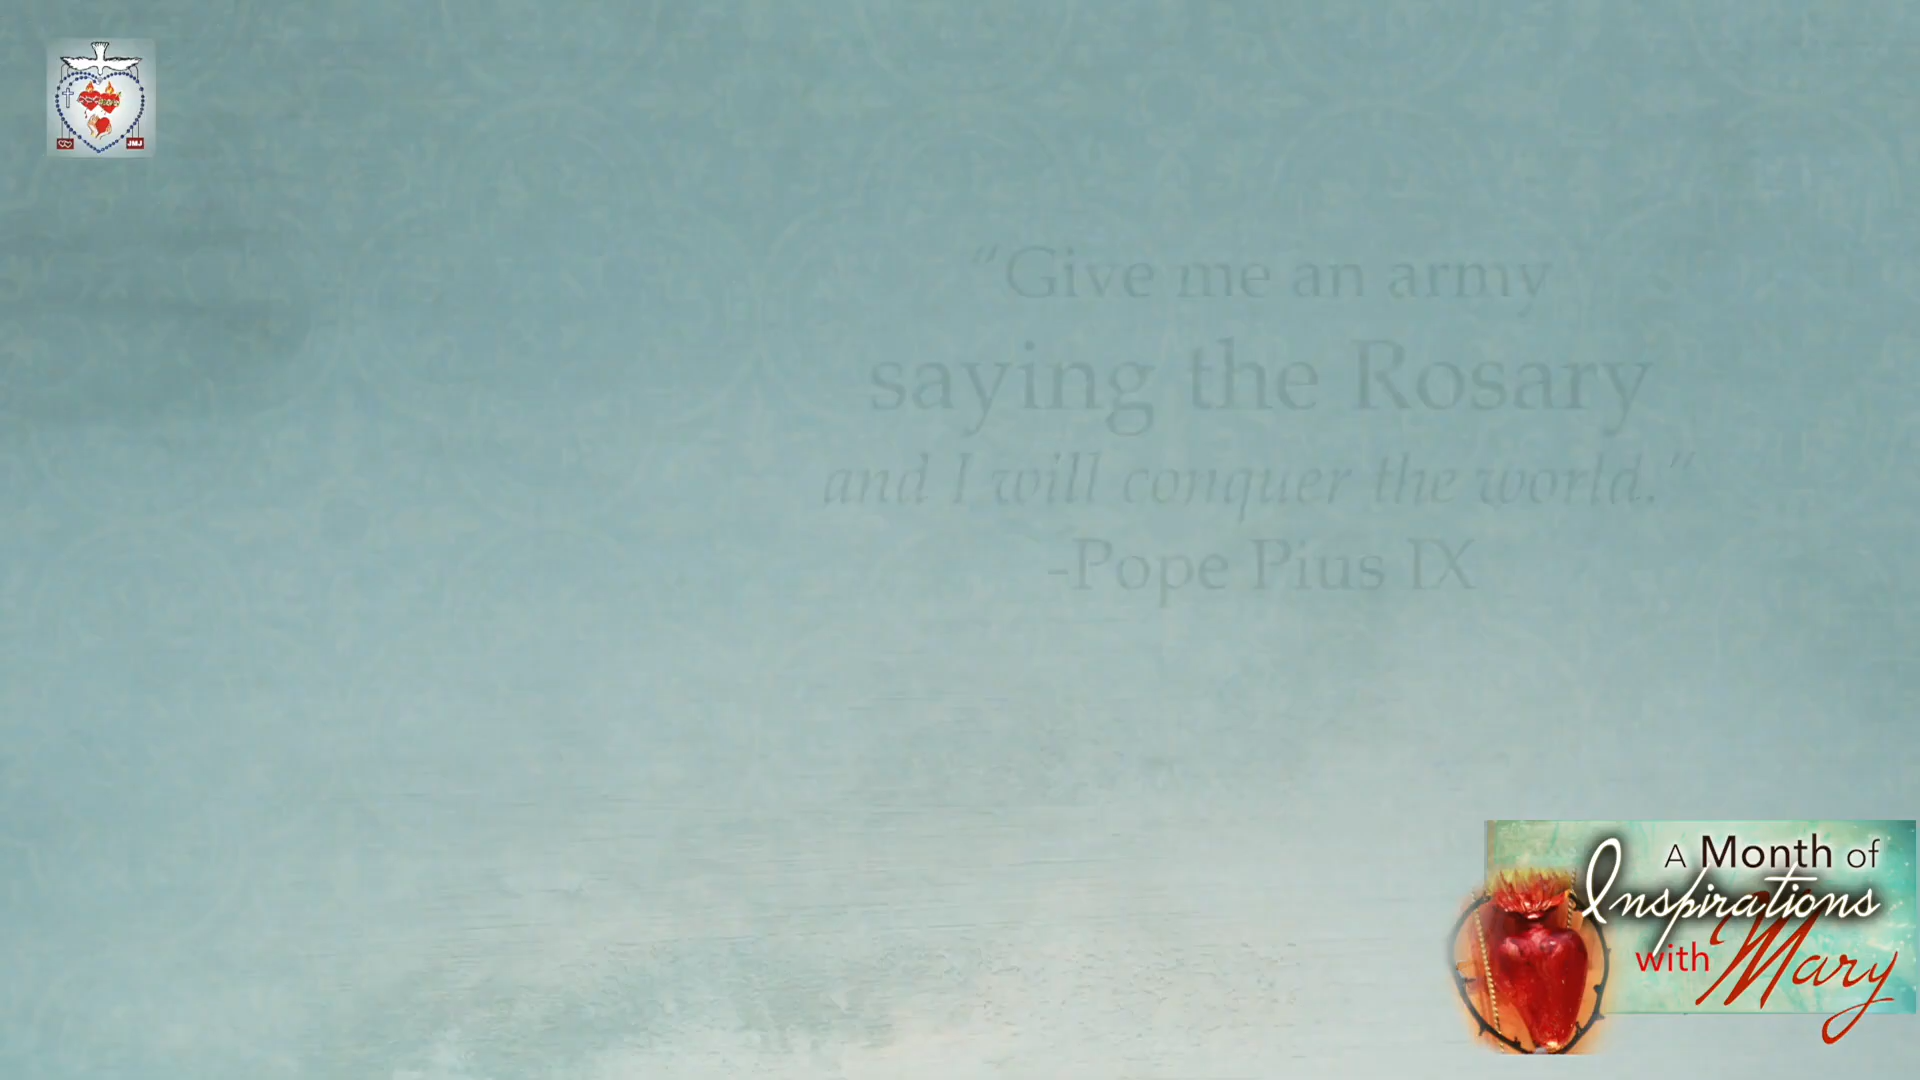 JMJ
“Give me an army
saying the Rosary
and I will conquer the world.”
-Pope Pius IX
A Month of
Inspirations
with Mary